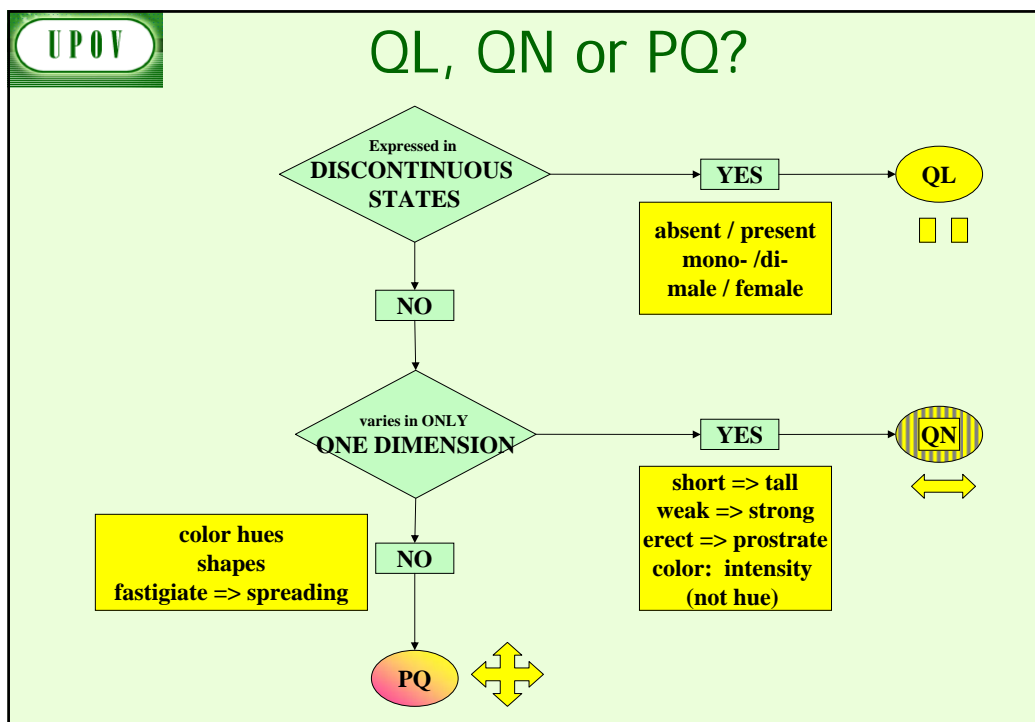 UPOV
QL, QN or PQ?
Expressed in
DISCONTINUOUS
STATES
YES
QL
absent / present
mono- /di-
male / female
NO
varies in ONLY
ONE DIMENSION
YES
QN
short => tall
weak => strong
erect => prostrate
color:  intensity
(not hue)
color hues
shapes
fastigiate => spreading
NO
PQ